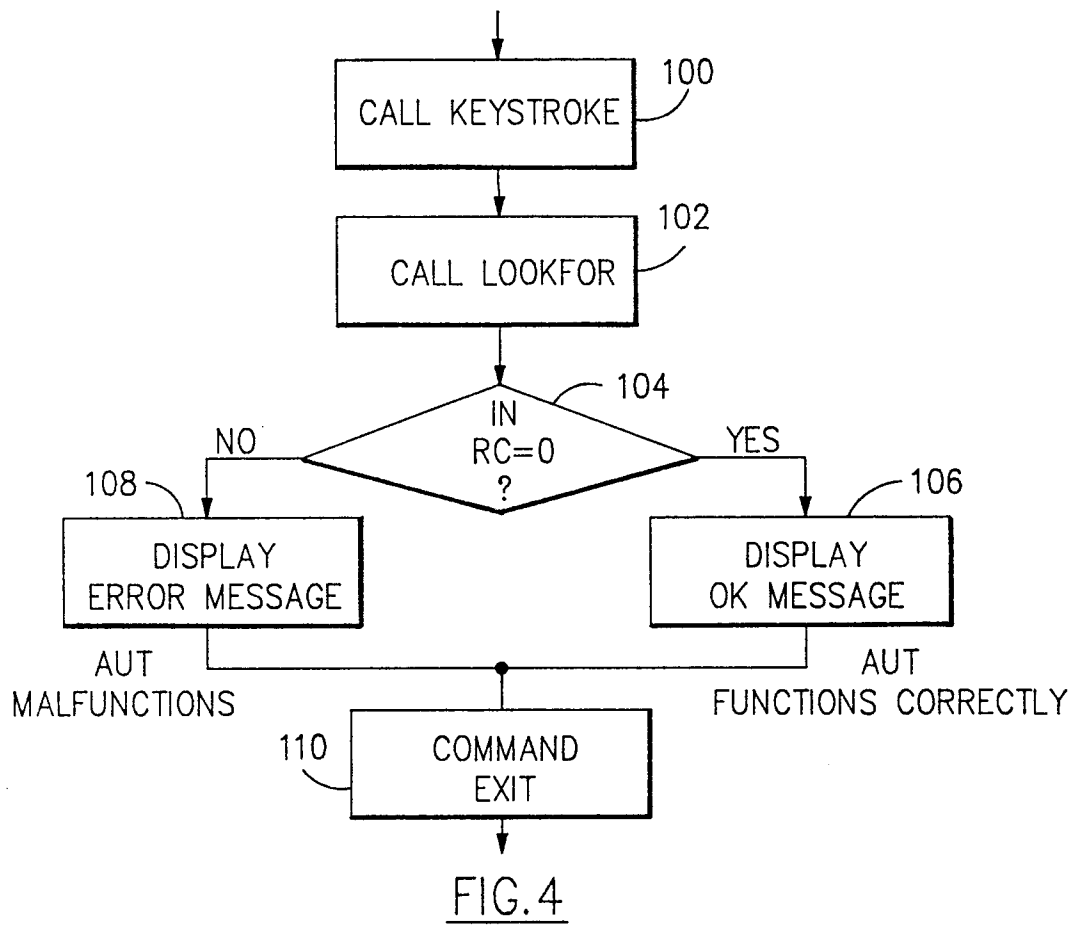 CALL KEYSTROKE
100
CALL LOOKFOR
102
104
IN
RC=0
?
NO
YES
108
106
DISPLAY
ERROR MESSAGE
DISPLAY
OK MESSAGE
AUT
MALFUNCTIONS
AUT
FUNCTIONS CORRECTLY
110
COMMAND
EXIT
FIG.4